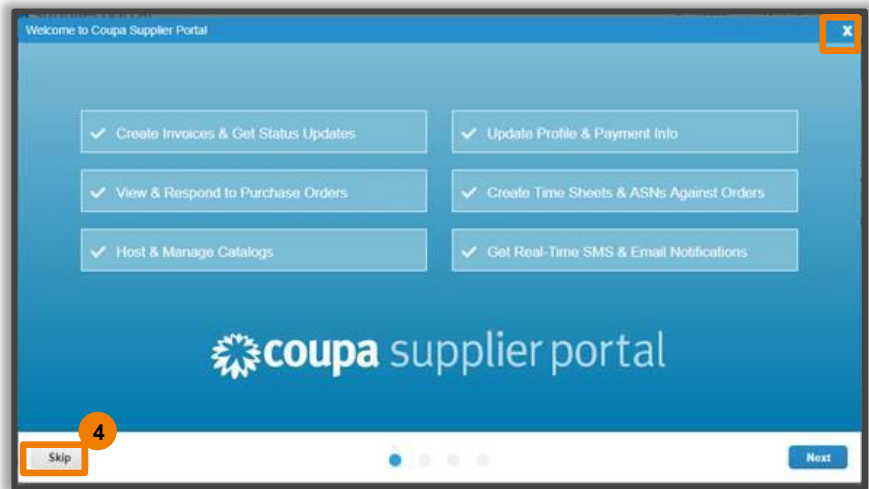 Welcome to Coupa Supplier Portal
X
Create Invoices & Get Status Updates
Update Profile & Payment Info
View & Respond to Purchase Orders
Create Time Sheets & ASNs Against Orders
Host & Manage Catalogs
Get Real-Time SMS & Email Notifications
coupa supplier portal
4
Skip
Next